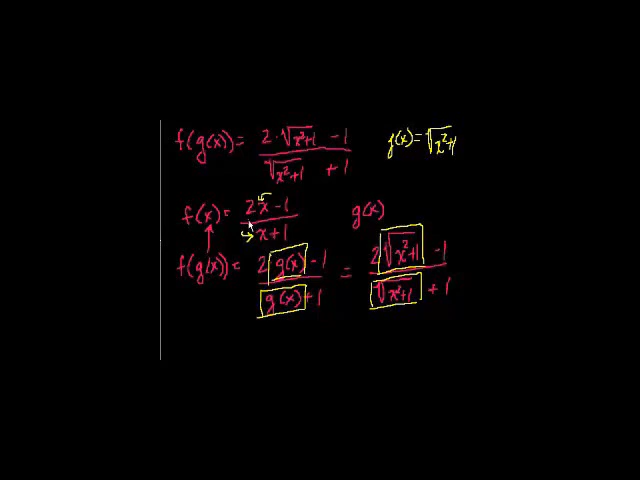 f(g(x)) = (2·√(x²+1) - 1)/(√(x²+1) + 1) g(x) = √(x²+1)
f(x) = (2x - 1)/(x + 1) g(x)
f(g(x)) = (2 g(x) - 1)/(g(x) + 1) = (2√(x²+1) - 1)/(√(x²+1) + 1)